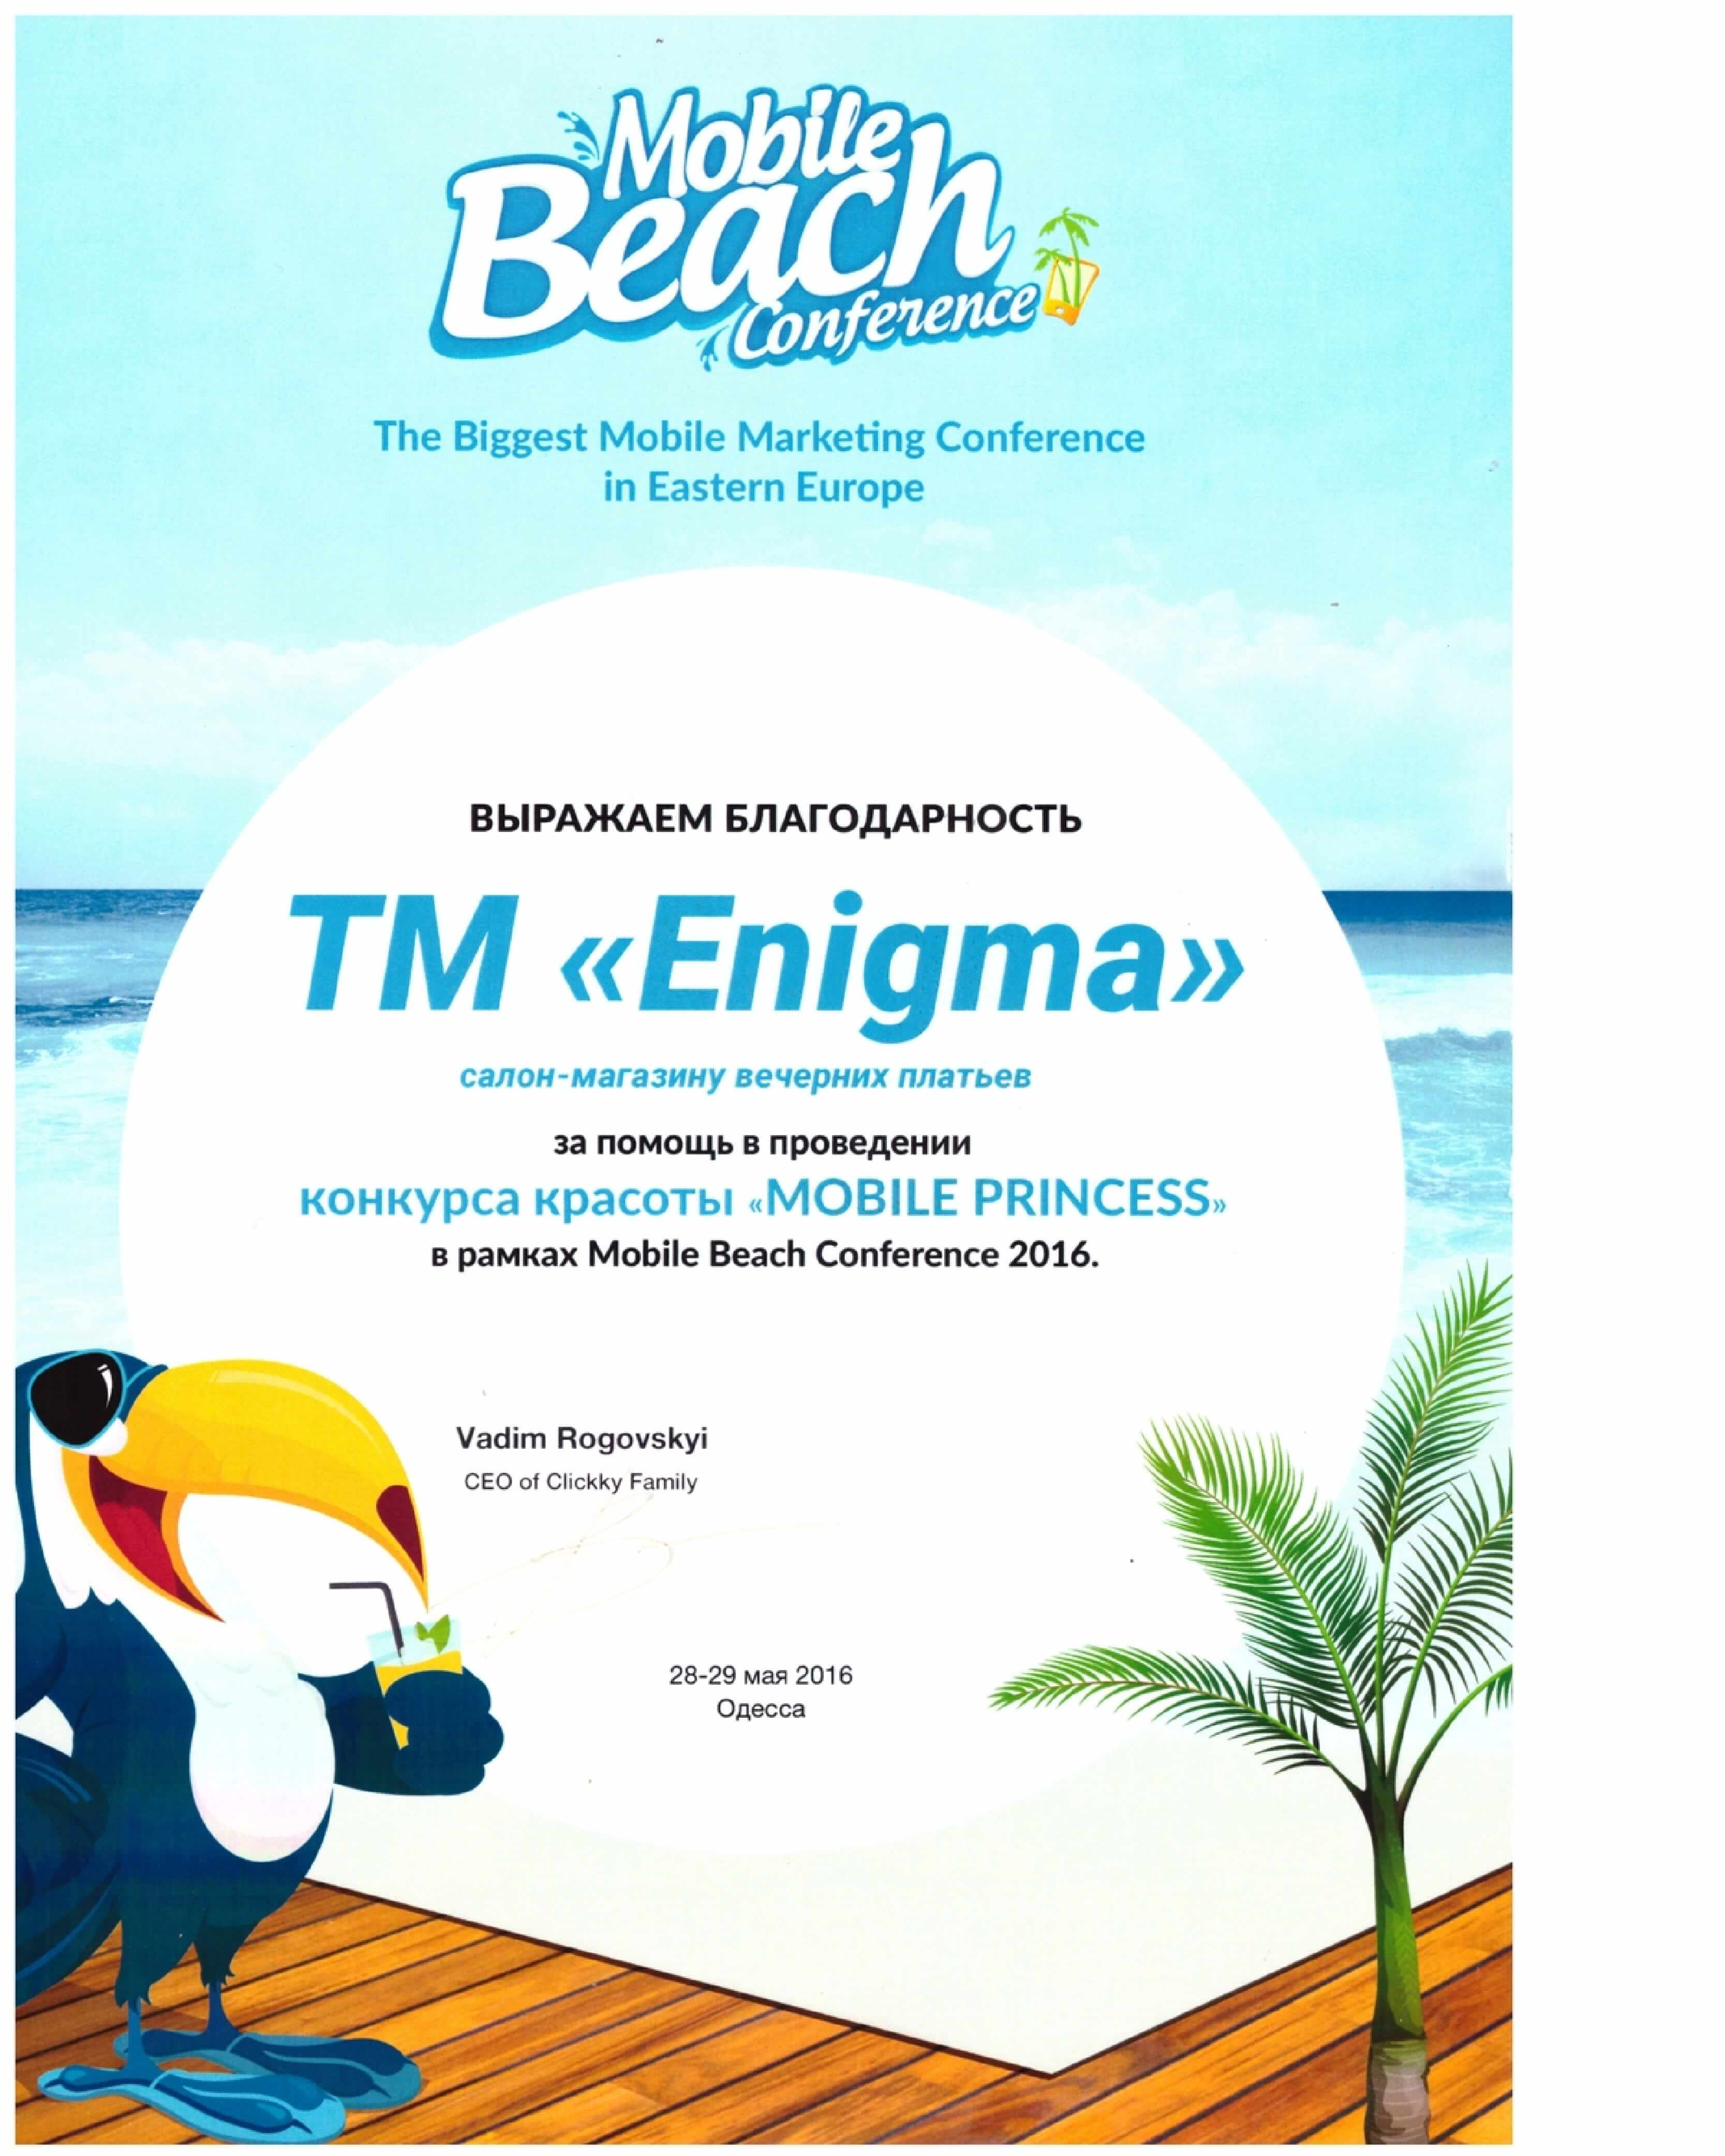 Mobile
Beach
Conference
The Biggest Mobile Marketing Conference
in Eastern Europe
ВЫРАЖАЕМ БЛАГОДАРНОСТЬ
ТМ «Enigma»
салон-магазину вечерних платьев
за помощь в проведении
конкурса красоты «MOBILE PRINCESS»
в рамках Mobile Beach Conference 2016.
Vadim Rogovskyi
CEO of Clickky Family
28-29 мая 2016
Одесса